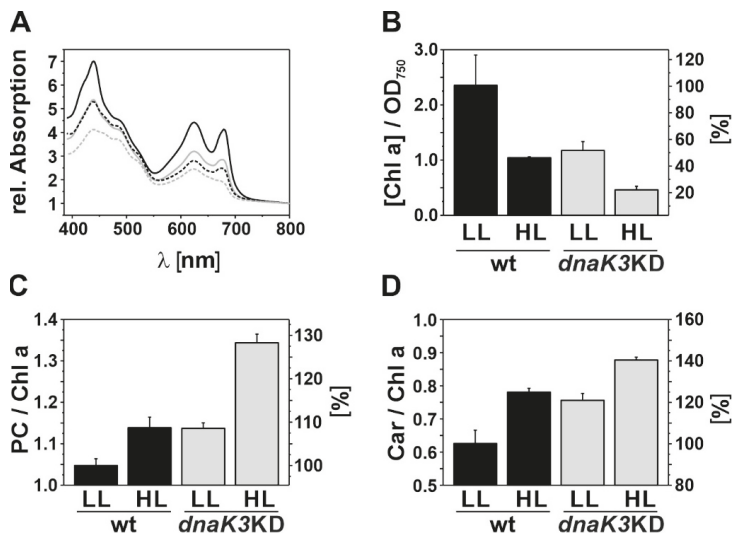 A
7
6
5
4
3
2
1
rel. Absorption
400 500 600 700 800
λ [nm]
B
3.0
2.0
1.0
0.0
[Chl a] / OD750
120
100
80
60
40
20
[%]
LL HL LL HL
wt dnaK3KD
C
1.4
1.3
1.2
1.1
1.0
PC / Chl a
130
120
110
100
[%]
LL HL LL HL
wt dnaK3KD
D
1.0
0.9
0.8
0.7
0.6
0.5
Car / Chl a
160
140
120
100
80
[%]
LL HL LL HL
wt dnaK3KD